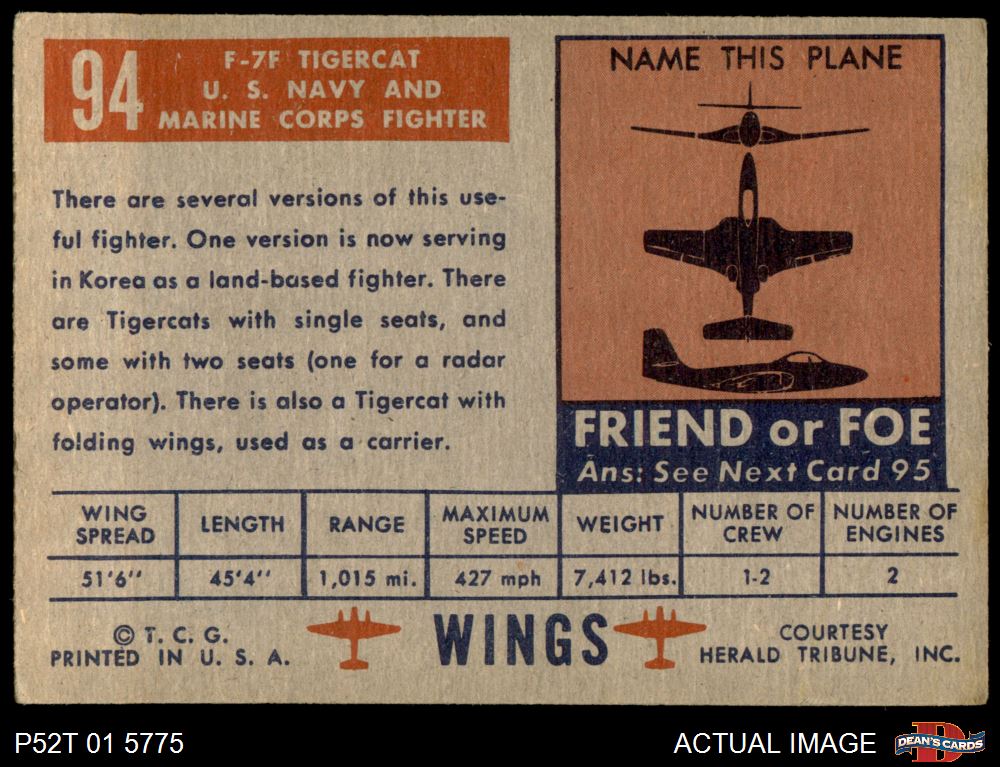 94
F-7F TIGERCAT
U. S. NAVY AND
MARINE CORPS FIGHTER
There are several versions of this use-
ful fighter. One version is now serving
in Korea as a land-based fighter. There
are Tigercats with single seats, and
some with two seats (one for a radar
operator). There is also a Tigercat with
folding wings, used as a carrier.
NAME THIS PLANE
FRIEND or FOE
Ans: See Next Card 95
WING SPREAD LENGTH RANGE MAXIMUM SPEED WEIGHT NUMBER OF CREW NUMBER OF ENGINES
51'6" 45'4" 1,015 mi. 427 mph 7,412 lbs. 1-2 2
© T. C. G.
PRINTED IN U. S. A.
WINGS
COURTESY
HERALD TRIBUNE, INC.
P52T 01 5775
ACTUAL IMAGE
D
DEAN'S CARDS